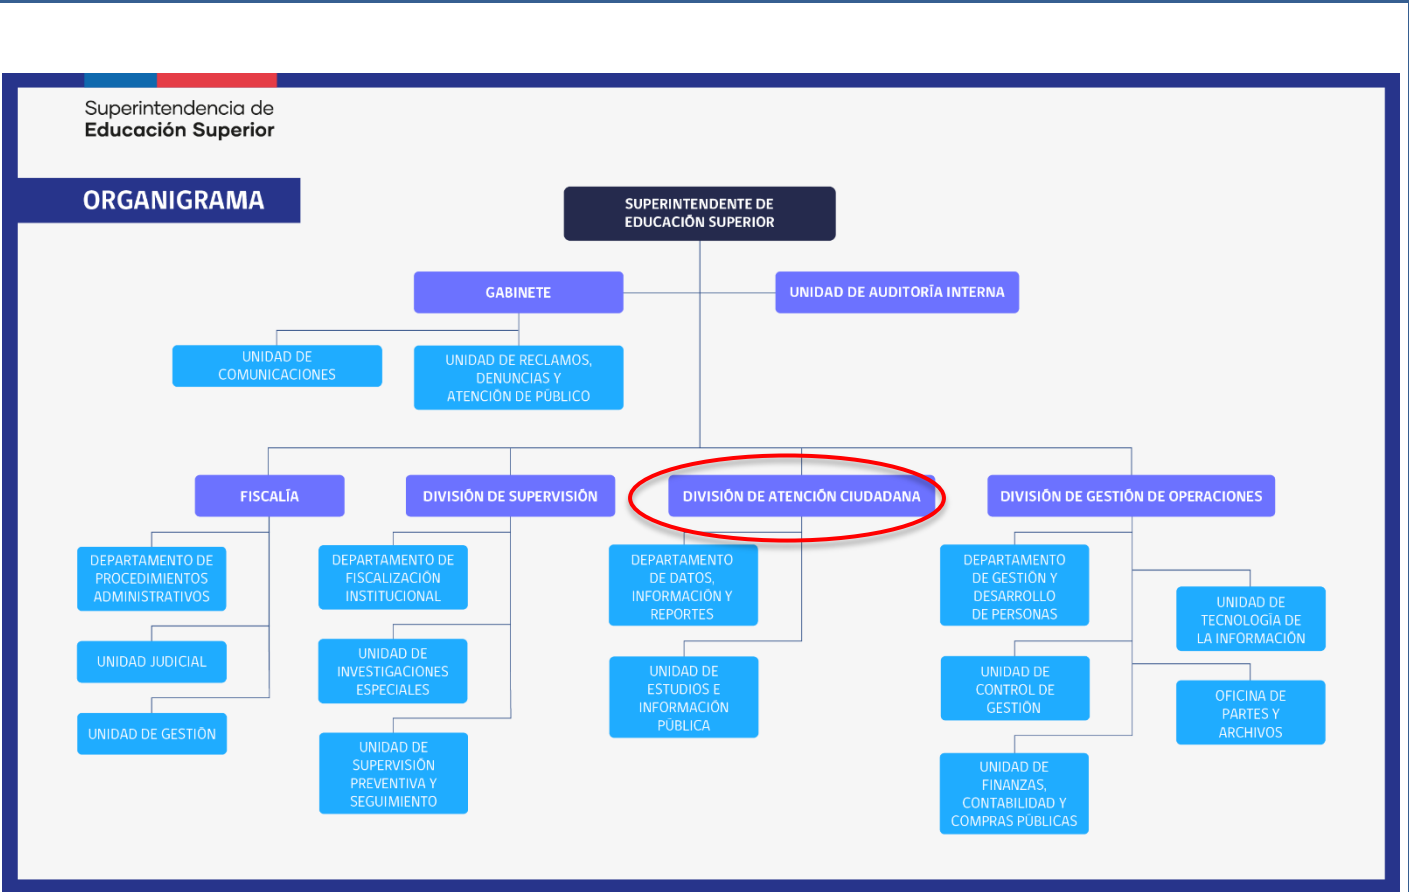 Superintendencia de
Educación Superior
ORGANIGRAMA
SUPERINTENDENTE DE
EDUCACIÓN SUPERIOR
GABINETE
UNIDAD DE AUDITORÍA INTERNA
UNIDAD DE
COMUNICACIONES
UNIDAD DE RECLAMOS,
DENUNCIAS Y
ATENCIÓN DE PÚBLICO
FISCALÍA
DIVISIÓN DE SUPERVISIÓN
DIVISIÓN DE ATENCIÓN CIUDADANA
DIVISIÓN DE GESTIÓN DE OPERACIONES
DEPARTAMENTO DE
PROCEDIMIENTOS
ADMINISTRATIVOS
UNIDAD JUDICIAL
UNIDAD DE GESTIÓN
DEPARTAMENTO DE
FISCALIZACIÓN
INSTITUCIONAL
UNIDAD DE
INVESTIGACIONES
ESPECIALES
UNIDAD DE
SUPERVISIÓN
PREVENTIVA Y
SEGUIMIENTO
DEPARTAMENTO
DE DATOS,
INFORMACIÓN Y
REPORTES
UNIDAD DE
ESTUDIOS E
INFORMACIÓN
PÚBLICA
DEPARTAMENTO
DE GESTIÓN Y
DESARROLLO
DE PERSONAS
UNIDAD DE
CONTROL DE
GESTIÓN
UNIDAD DE
FINANZAS,
CONTABILIDAD Y
COMPRAS PÚBLICAS
UNIDAD DE
TECNOLOGÍA DE
LA INFORMACIÓN
OFICINA DE
PARTES Y
ARCHIVOS